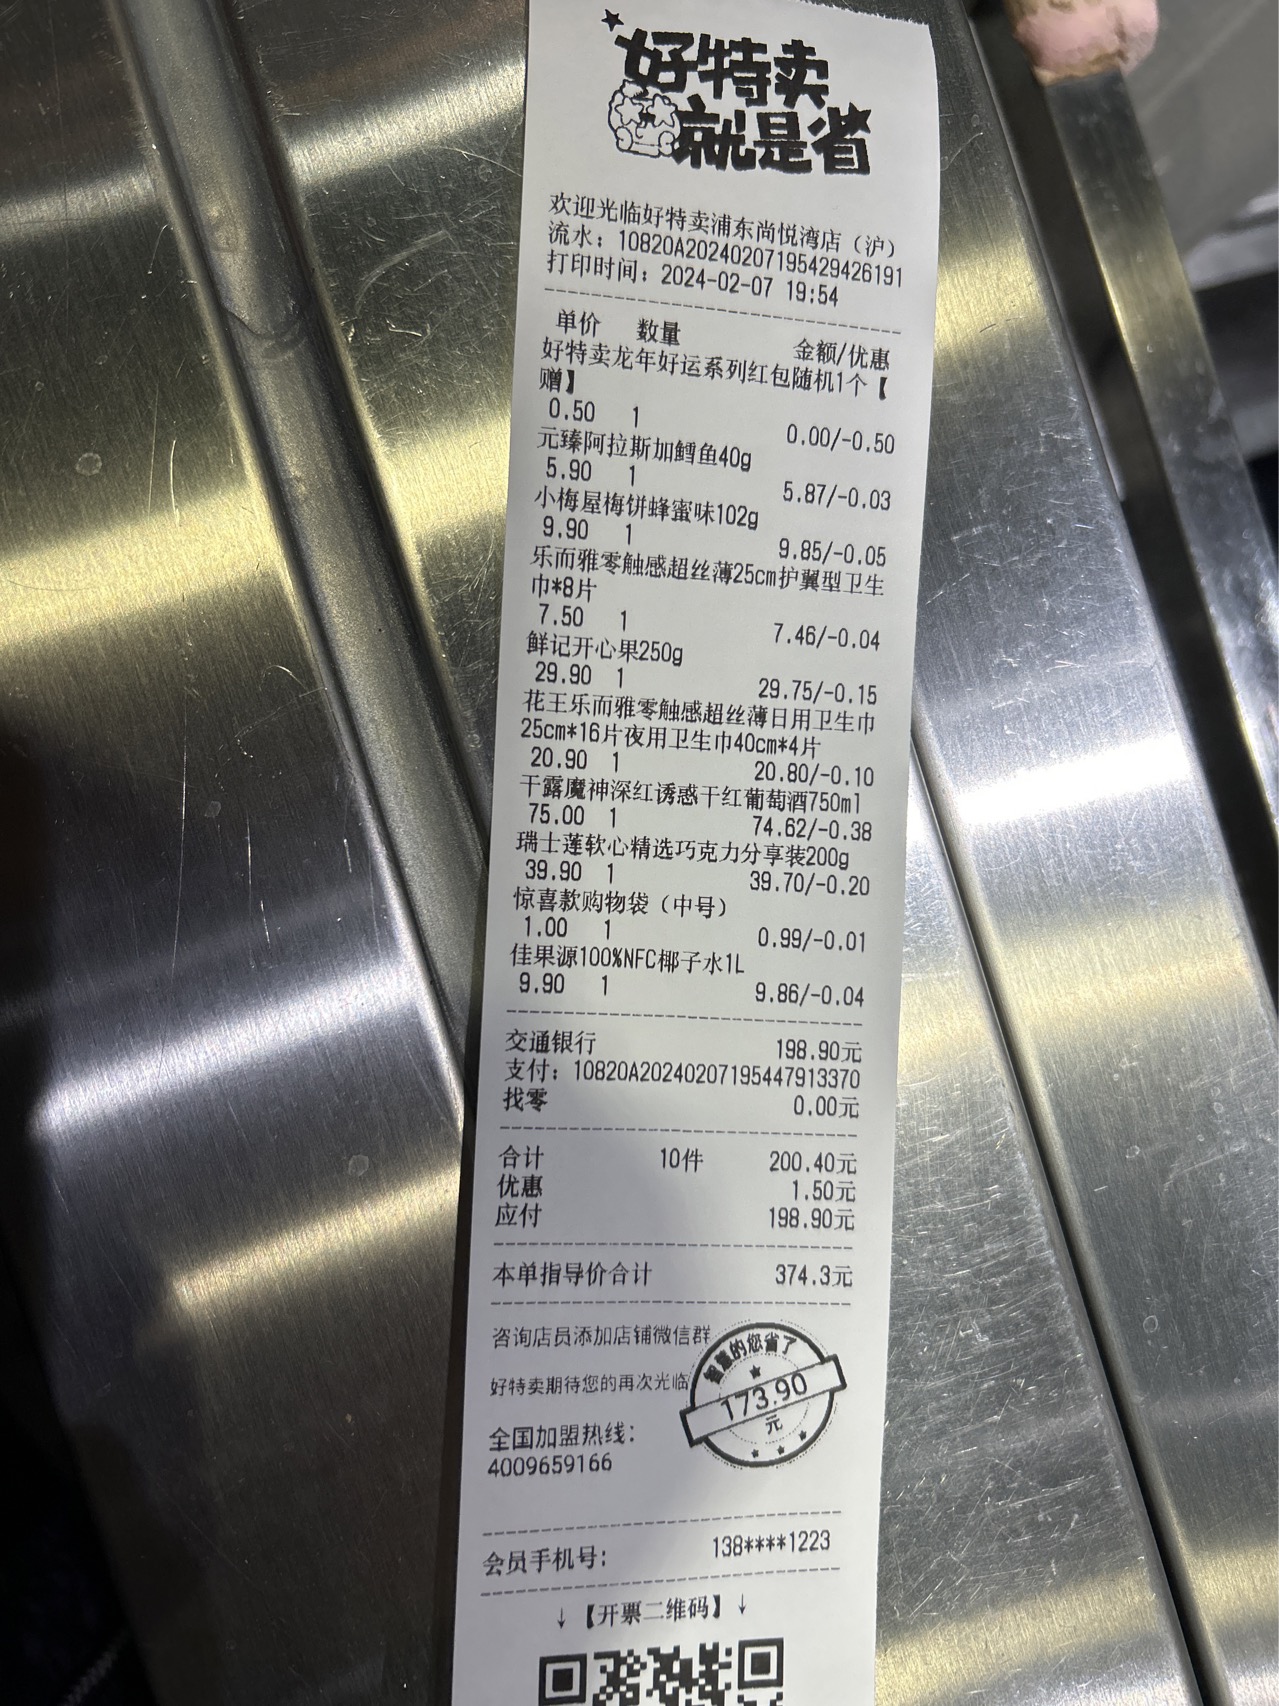 好特卖
就是省
欢迎光临好特卖浦东尚悦湾店（沪）
流水：10820A20240207195429426191
打印时间：2024-02-07 19:54
单价 数量 金额/优惠
好特卖龙年好运系列红包随机1个【
赠】
0.50 1 0.00/-0.50
元臻阿拉斯加鳕鱼40g
5.90 1 5.87/-0.03
小梅屋梅饼蜂蜜味102g
9.90 1 9.85/-0.05
乐而雅零触感超丝薄25cm护翼型卫生
巾*8片
7.50 1 7.46/-0.04
鲜记开心果250g
29.90 1 29.75/-0.15
花王乐而雅零触感超丝薄日用卫生巾
25cm*16片夜用卫生巾40cm*4片
20.90 1 20.80/-0.10
干露魔神深红诱惑干红葡萄酒750ml
75.00 1 74.62/-0.38
瑞士莲软心精选巧克力分享装200g
39.90 1 39.70/-0.20
惊喜款购物袋（中号）
1.00 1 0.99/-0.01
佳果源100%NFC椰子水1L
9.90 1 9.86/-0.04
交通银行 198.90元
支付：10820A20240207195447913370
找零 0.00元
合计 10件 200.40元
优惠 1.50元
应付 198.90元
本单指导价合计 374.3元
咨询店员添加店铺微信群
好特卖期待您的再次光临
智慧的您省了
173.90
元
全国加盟热线：
4009659166
会员手机号： 138****1223
↓【开票二维码】↓